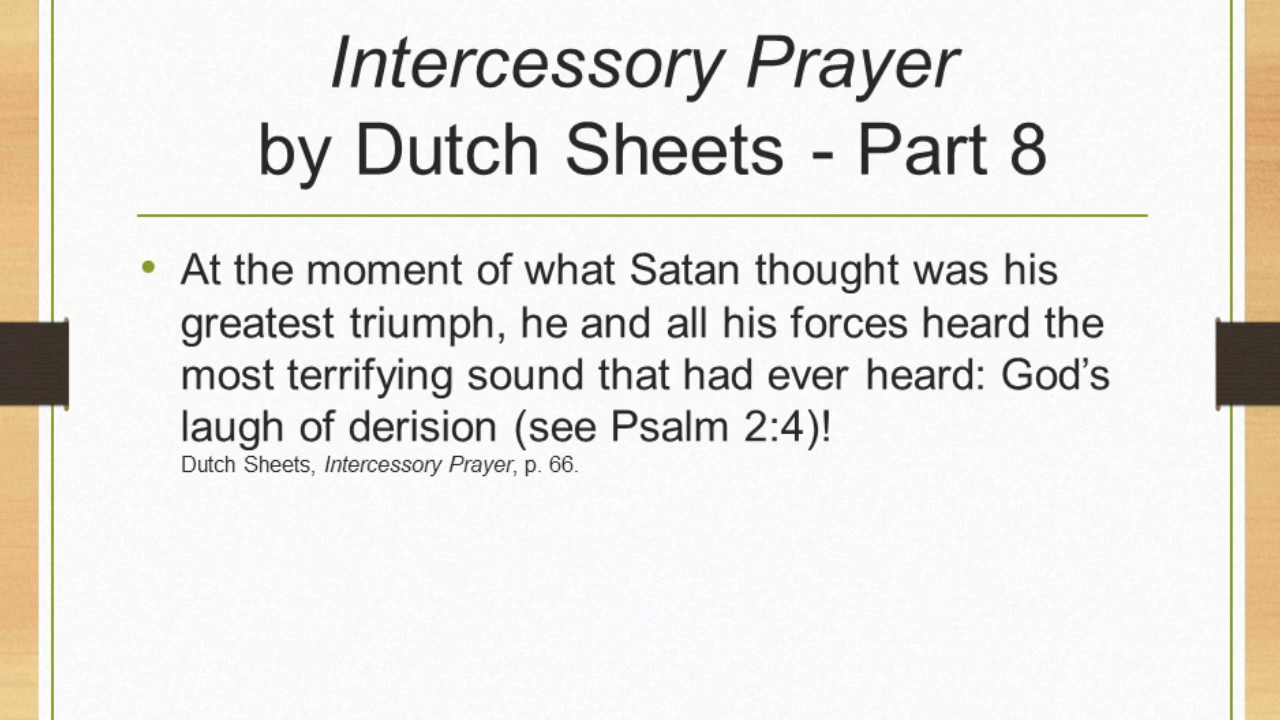 Intercessory Prayer
by Dutch Sheets - Part 8
• At the moment of what Satan thought was his
greatest triumph, he and all his forces heard the
most terrifying sound that had ever heard: God’s
laugh of derision (see Psalm 2:4)!
Dutch Sheets, Intercessory Prayer, p. 66.